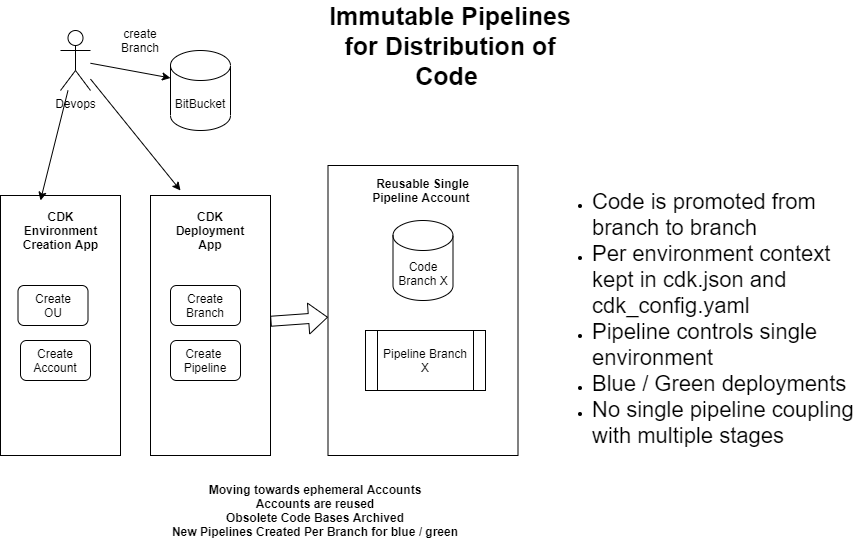 Immutable Pipelines
for Distribution of
Code
create
Branch
Devops
BitBucket
CDK
Environment
Creation App
Create
OU
Create
Account
CDK
Deployment
App
Create
Branch
Create
Pipeline
Reusable Single
Pipeline Account
Code
Branch X
Pipeline Branch
X
• Code is promoted from
branch to branch
• Per environment context
kept in cdk.json and
cdk_config.yaml
• Pipeline controls single
environment
• Blue / Green deployments
• No single pipeline coupling
with multiple stages
Moving towards ephemeral Accounts
Accounts are reused
Obsolete Code Bases Archived
New Pipelines Created Per Branch for blue / green